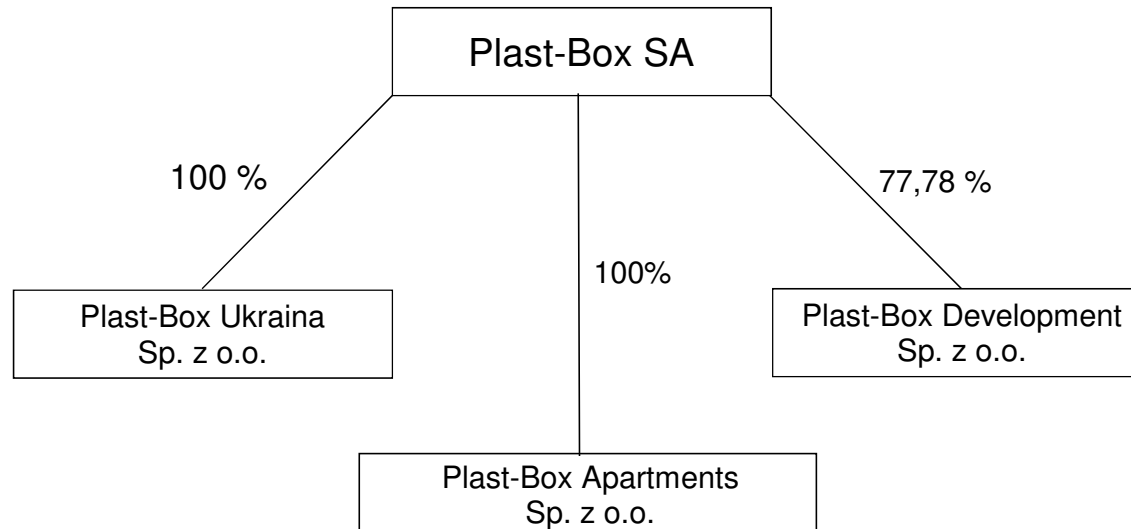 Plast-Box SA
100 %
77,78 %
100%
Plast-Box Ukraina
Sp. z o.o.
Plast-Box Development
Sp. z o.o.
Plast-Box Apartments
Sp. z o.o.